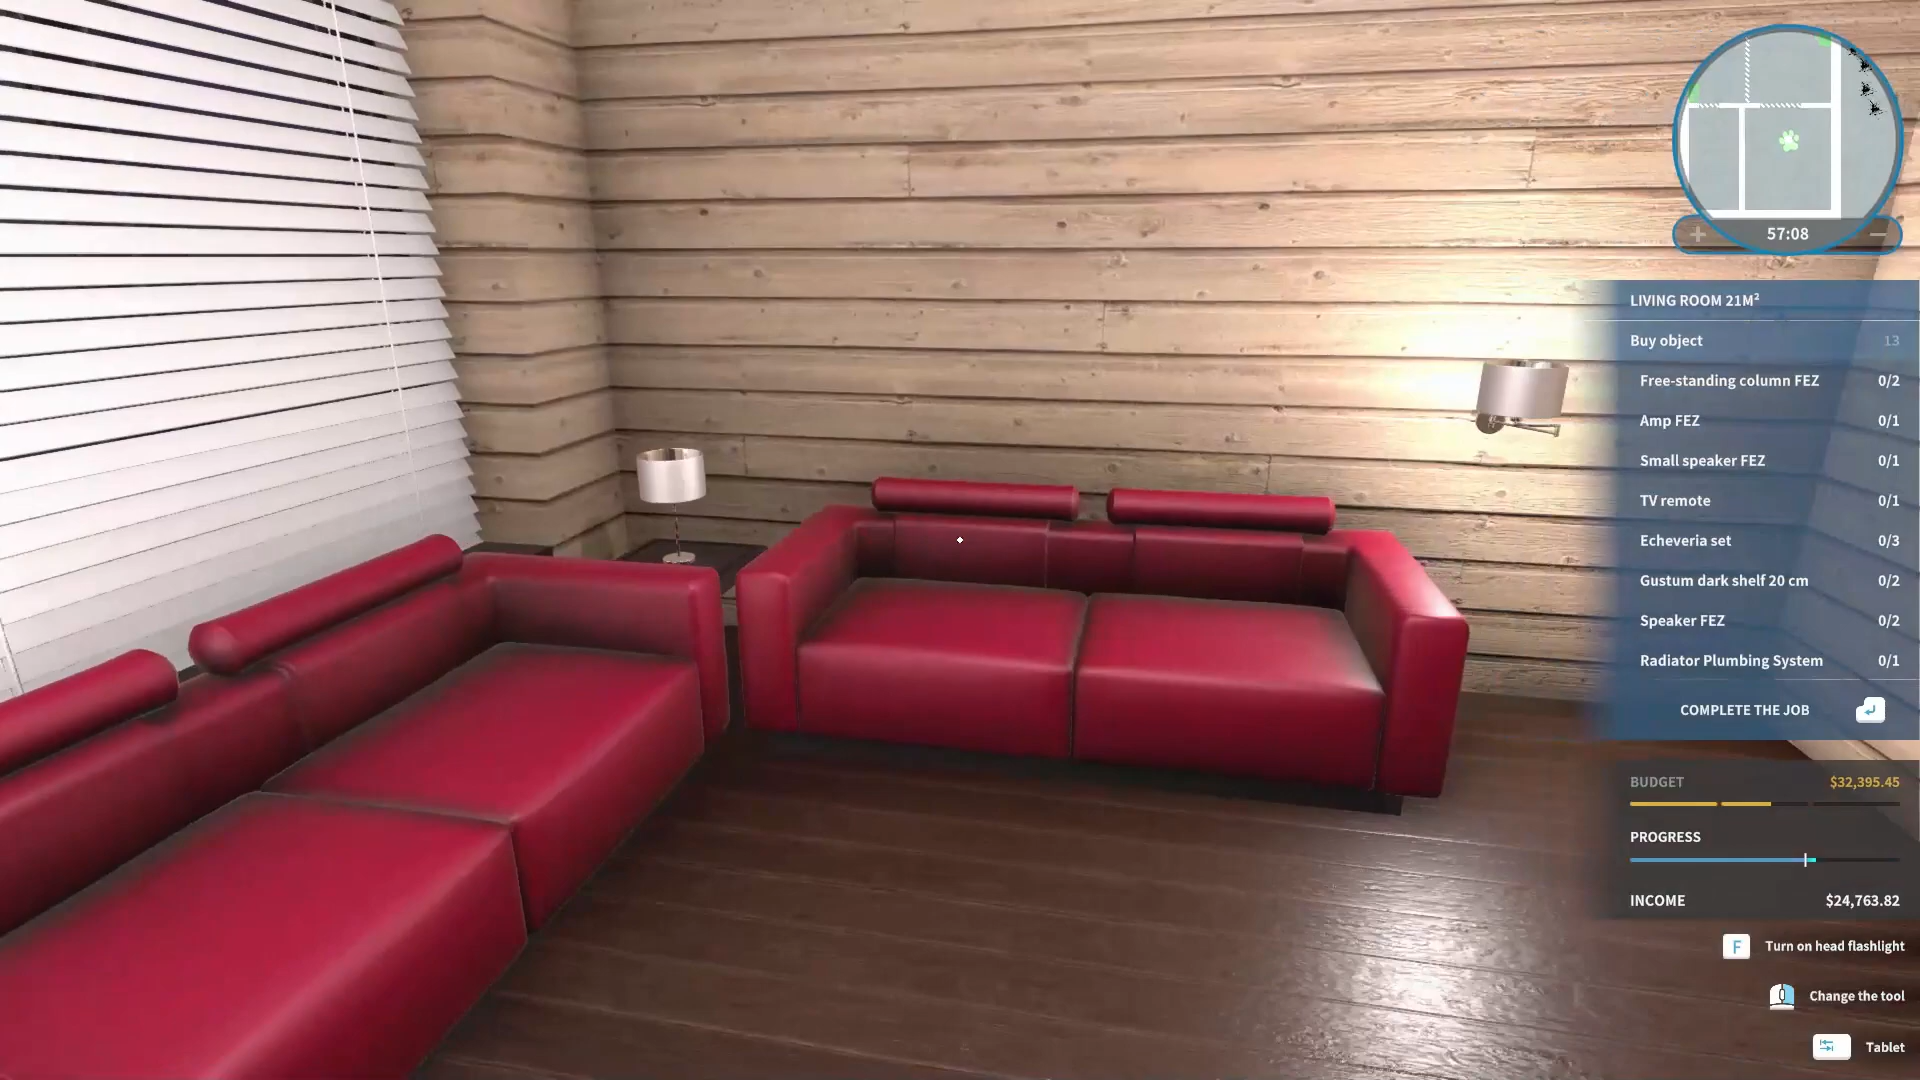 57:08
LIVING ROOM 21M²
Buy object 13
Free-standing column FEZ 0/2
Amp FEZ 0/1
Small speaker FEZ 0/1
TV remote 0/1
Echeveria set 0/3
Gustum dark shelf 20 cm 0/2
Speaker FEZ 0/2
Radiator Plumbing System 0/1
COMPLETE THE JOB
BUDGET $32,395.45
PROGRESS
INCOME $24,763.82
F Turn on head flashlight
Change the tool
Tablet